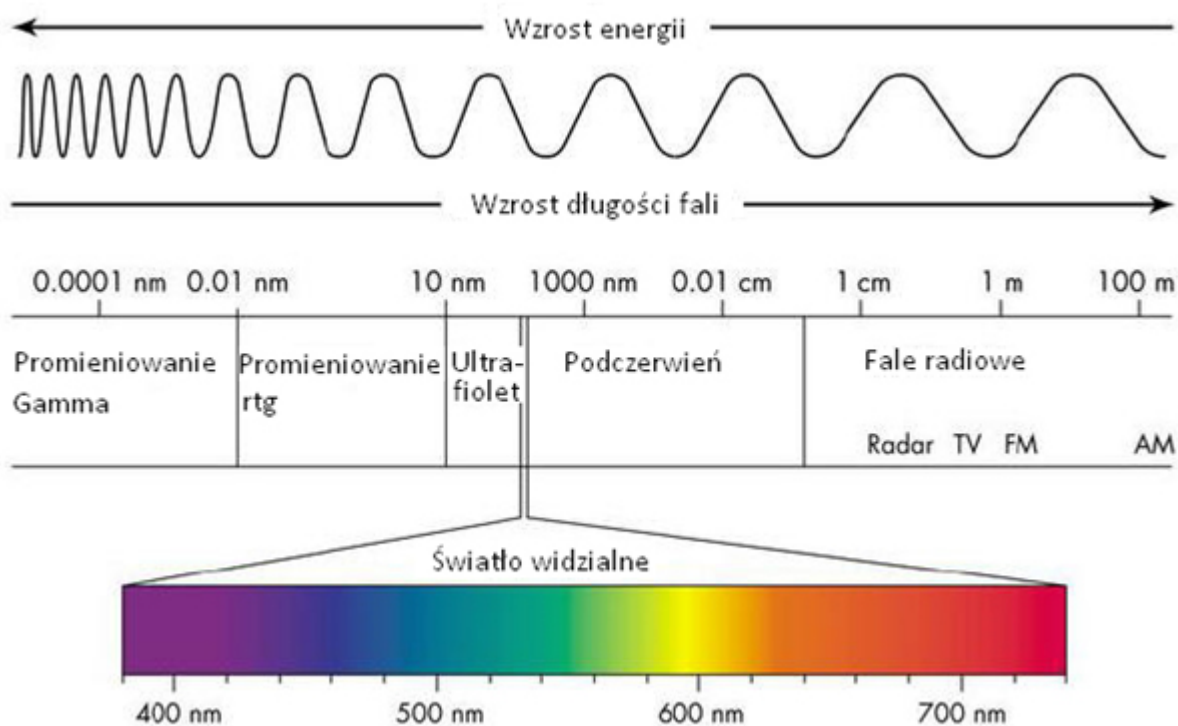 Wzrost energii
Wzrost długości fali
0.0001 nm 0.01 nm 10 nm 1000 nm 0.01 cm 1 cm 1 m 100 m
Promieniowanie
Gamma
Promieniowanie
rtg
Ultra-
fiolet
Podczerwień
Fale radiowe
Radar TV FM AM
Światło widzialne
400 nm 500 nm 600 nm 700 nm